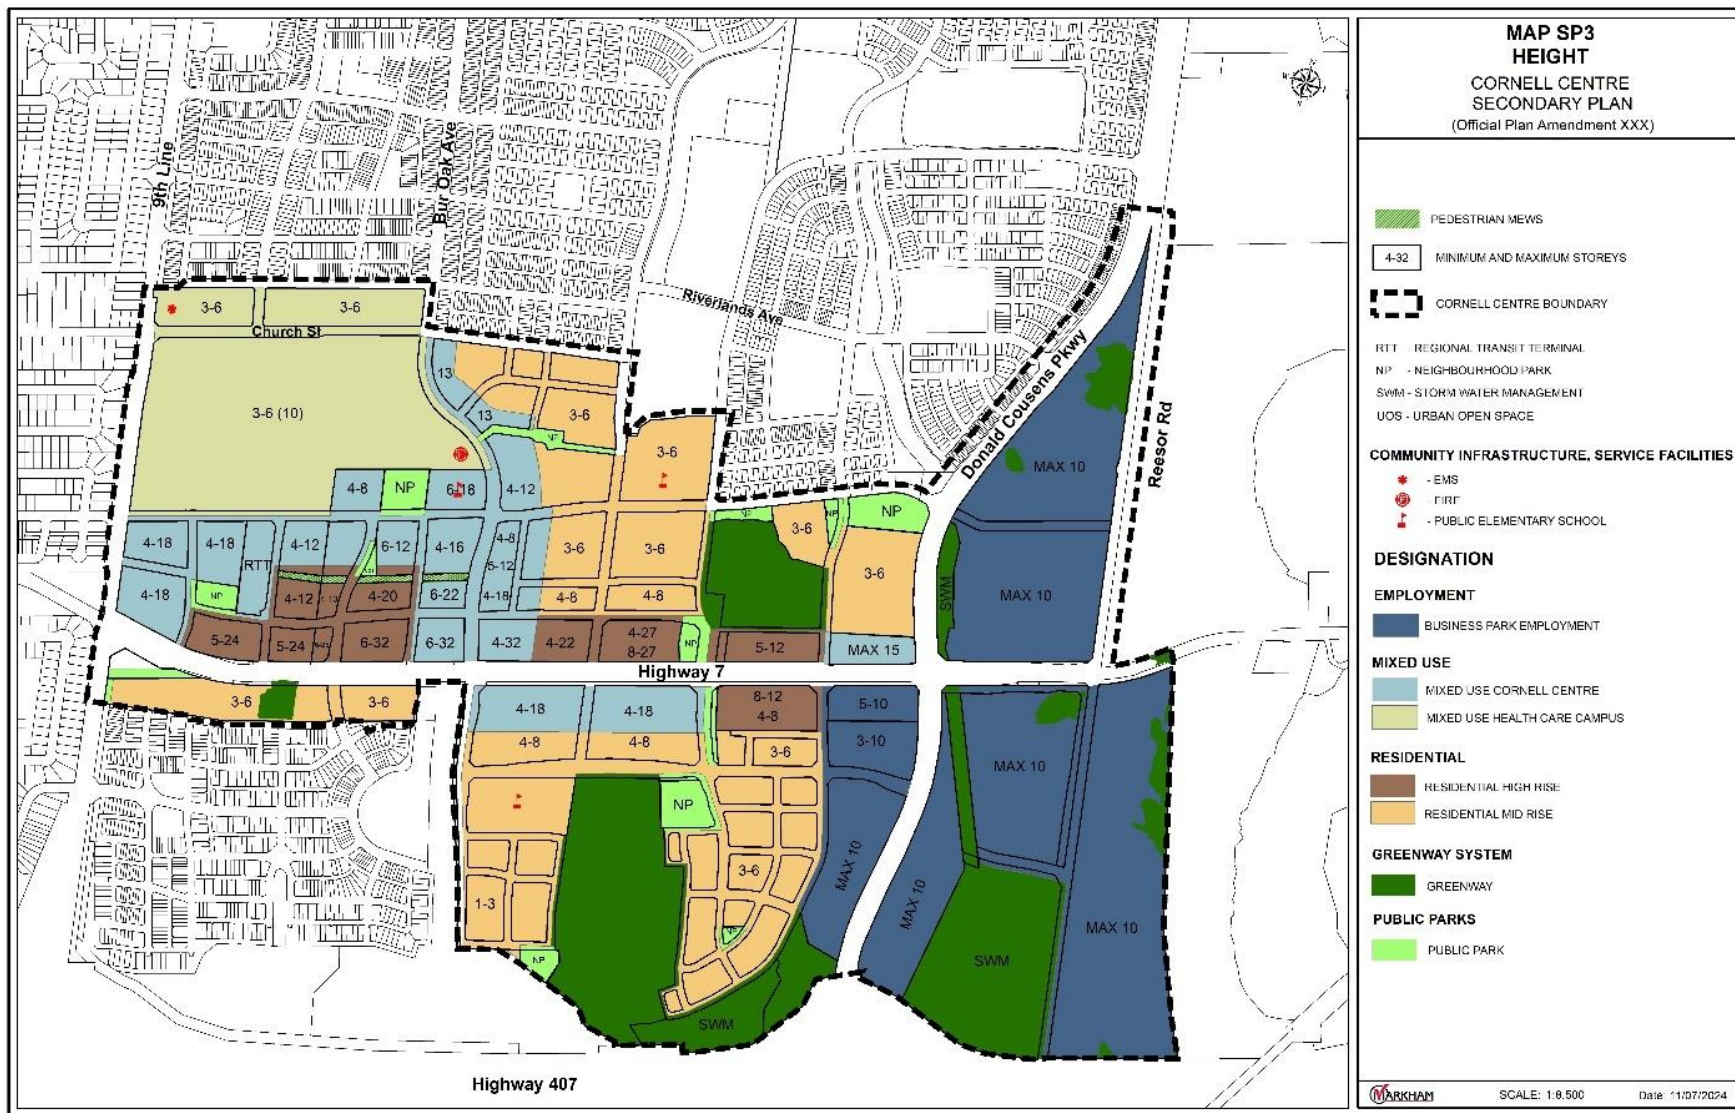 MAP SP3
HEIGHT
CORNELL CENTRE
SECONDARY PLAN
(Official Plan Amendment XXX)
PEDESTRIAN MEWS
4-32 MINIMUM AND MAXIMUM STOREYS
CORNELL CENTRE BOUNDARY
RTT - REGIONAL TRANSIT TERMINAL
NP - NEIGHBOURHOOD PARK
SWM - STORM WATER MANAGEMENT
UOS - URBAN OPEN SPACE
COMMUNITY INFRASTRUCTURE, SERVICE FACILITIES
- EMS
F - FIRE
- PUBLIC ELEMENTARY SCHOOL
DESIGNATION
EMPLOYMENT
BUSINESS PARK EMPLOYMENT
MIXED USE
MIXED USE CORNELL CENTRE
MIXED USE HEALTH CARE CAMPUS
RESIDENTIAL
RESIDENTIAL HIGH RISE
RESIDENTIAL MID RISE
GREENWAY SYSTEM
GREENWAY
PUBLIC PARKS
PUBLIC PARK
MARKHAM SCALE: 1:8,500 Date: 11/07/2024
9th Line
Bur Oak Ave
Riverlands Ave
Donald Cousens Pkwy
Reesor Rd
3-6 3-6
Church St
13
13 3-6
3-6 (10)
3-6
NP
MAX 10
4-8 NP 6-18 4-12
NP 3-6 NP NP
4-18 4-18 4-12 6-12 4-16 4-8 3-6 3-6
RTT 5-12 3-6
4-18 NP 4-12 4-20 6-22 4-18 4-8 4-8 SWM MAX 10
5-24 5-24 6-32 6-32 4-32 4-22 4-27 NP 5-12 MAX 15
8-27
Highway 7
3-6 3-6 4-18 4-18 8-12 5-10
4-8
4-8 4-8 3-6 3-10 MAX 10
NP
3-6 MAX 10
1-3 MAX 10
NP MAX 10
NP SWM
SWM
Highway 407